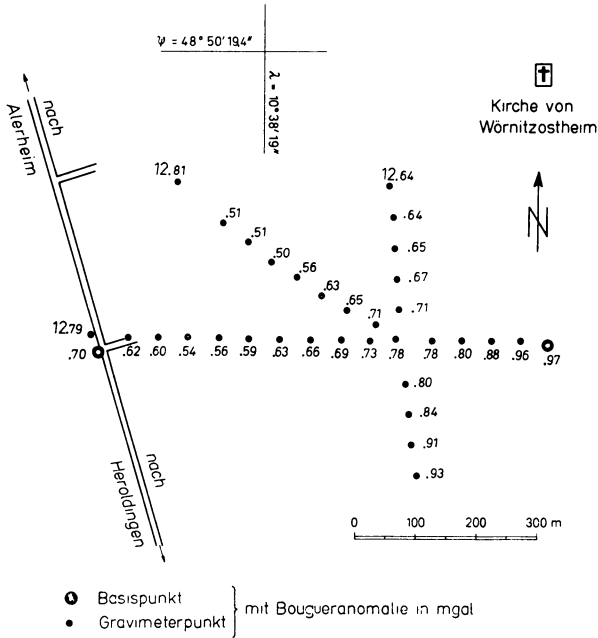 ψ = 48° 50' 19,4"
λ = 10° 38' 19"
Kirche von
Wörnitzostheim
nach
Alerheim
N
12.81
12.64
.51
.64
.51
.65
.50
.56
.67
.63
.65
.71
.71
12.79
.70
.62
.60
.54
.56
.59
.63
.66
.69
.73
.78
.78
.80
.88
.96
.97
.80
.84
.91
.93
nach
Heroldingen
0
100
200
300 m
Basispunkt
Gravimeterpunkt
mit Bougueranomalie in mgal